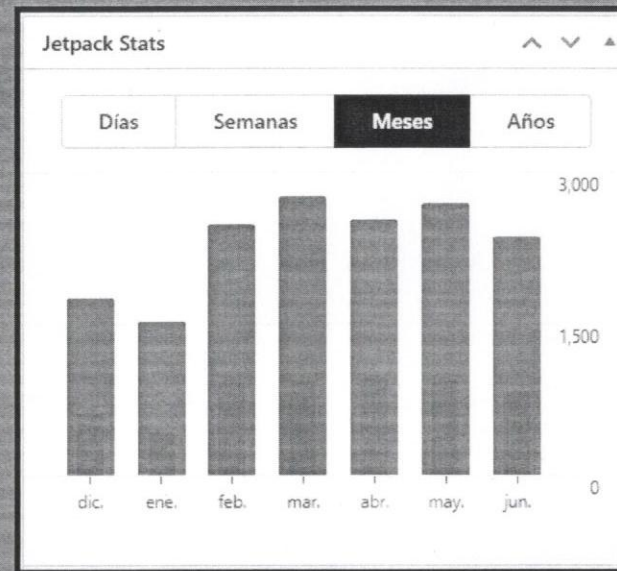 Jetpack Stats
Días Semanas Meses Años
3,000
1,500
0
dic. ene. feb. mar. abr. may. jun.